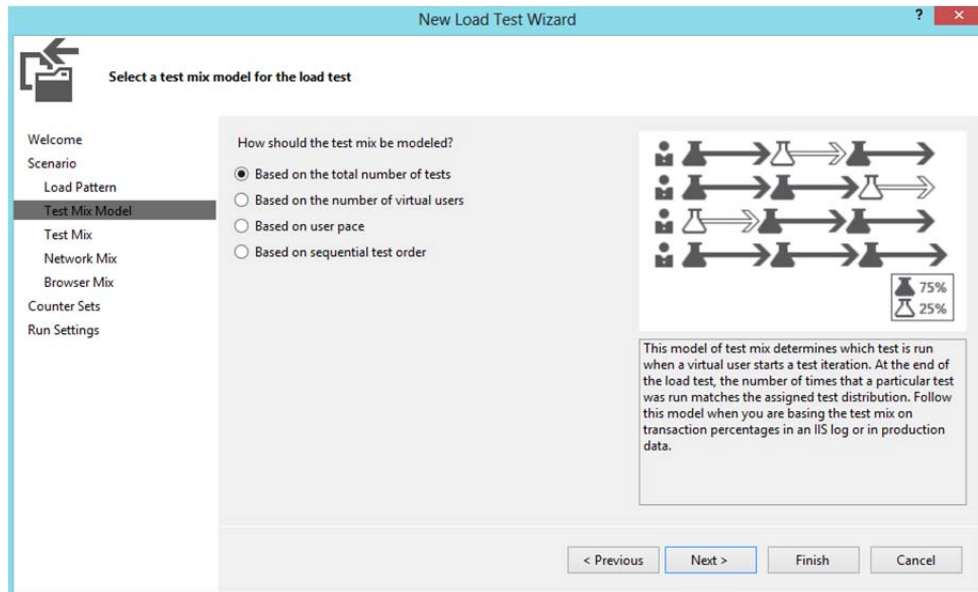 New Load Test Wizard
?
×
Select a test mix model for the load test
Welcome
Scenario
Load Pattern
Test Mix Model
Test Mix
Network Mix
Browser Mix
Counter Sets
Run Settings
How should the test mix be modeled?
Based on the total number of tests
Based on the number of virtual users
Based on user pace
Based on sequential test order
75%
25%
This model of test mix determines which test is run
when a virtual user starts a test iteration. At the end of
the load test, the number of times that a particular test
was run matches the assigned test distribution. Follow
this model when you are basing the test mix on
transaction percentages in an IIS log or in production
data.
< Previous
Next >
Finish
Cancel